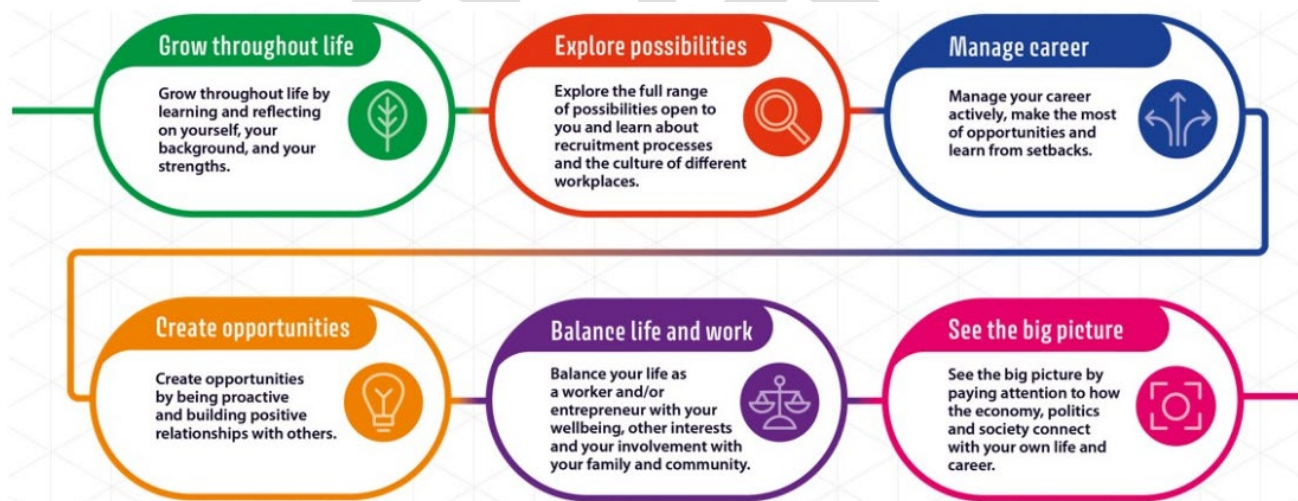 Grow throughout life
Grow throughout life by
learning and reflecting
on yourself, your
background, and your
strengths.
Explore possibilities
Explore the full range
of possibilities open to
you and learn about
recruitment processes
and the culture of different
workplaces.
Manage career
Manage your career
actively, make the most
of opportunities and
learn from setbacks.
Create opportunities
Create opportunities
by being proactive
and building positive
relationships with others.
Balance life and work
Balance your life as
a worker and/or
entrepreneur with your
wellbeing, other interests
and your involvement with
your family and community.
See the big picture
See the big picture by
paying attention to how
the economy, politics
and society connect
with your own life and
career.